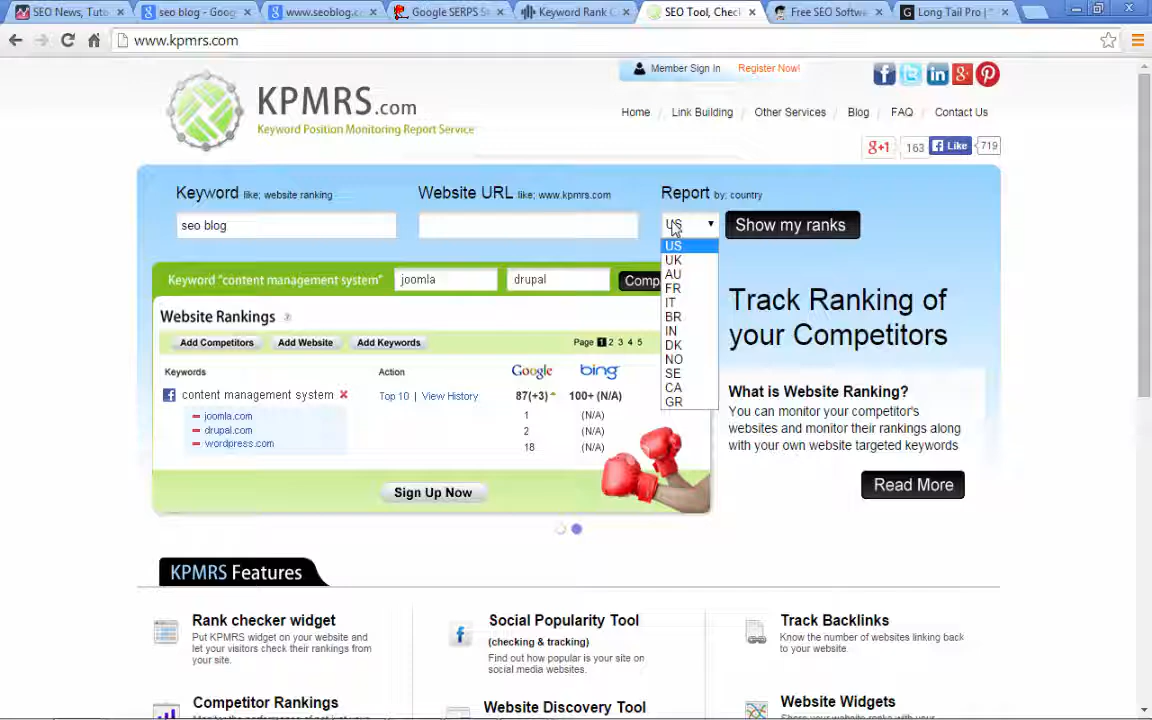 SEO News, Tuto
seo blog - Goog
www.seoblog.c
Google SERPS S
Keyword Rank C
SEO Tool, Chec
Free SEO Softw
Long Tail Pro | "
www.kpmrs.com
Member Sign In Register Now!
KPMRS.com
Keyword Position Monitoring Report Service
Home / Link Building / Other Services / Blog / FAQ / Contact Us
g+1 163 Like 719
Keyword like; website ranking
Website URL like; www.kpmrs.com
Report by; country
seo blog
US
Show my ranks
US
UK
AU
FR
IT
BR
IN
DK
NO
SE
CA
GR
Keyword "content management system" joomla drupal Comp
Website Rankings ?
Add Competitors Add Website Add Keywords Page 1 2 3 4 5
Keywords Action Google bing
content management system Top 10 | View History 87(+3) 100+ (N/A)
joomla.com 1 (N/A)
drupal.com 2 (N/A)
wordpress.com 18 (N/A)
Sign Up Now
Track Ranking of
your Competitors
What is Website Ranking?
You can monitor your competitor's
websites and monitor their rankings along
with your own website targeted keywords
Read More
KPMRS Features
Rank checker widget
Put KPMRS widget on your website and
let your visitors check their rankings from
your site.
Social Popularity Tool
(checking & tracking)
Find out how popular is your site on
social media websites.
Track Backlinks
Know the number of websites linking back
to your website.
Competitor Rankings
Website Discovery Tool
Website Widgets